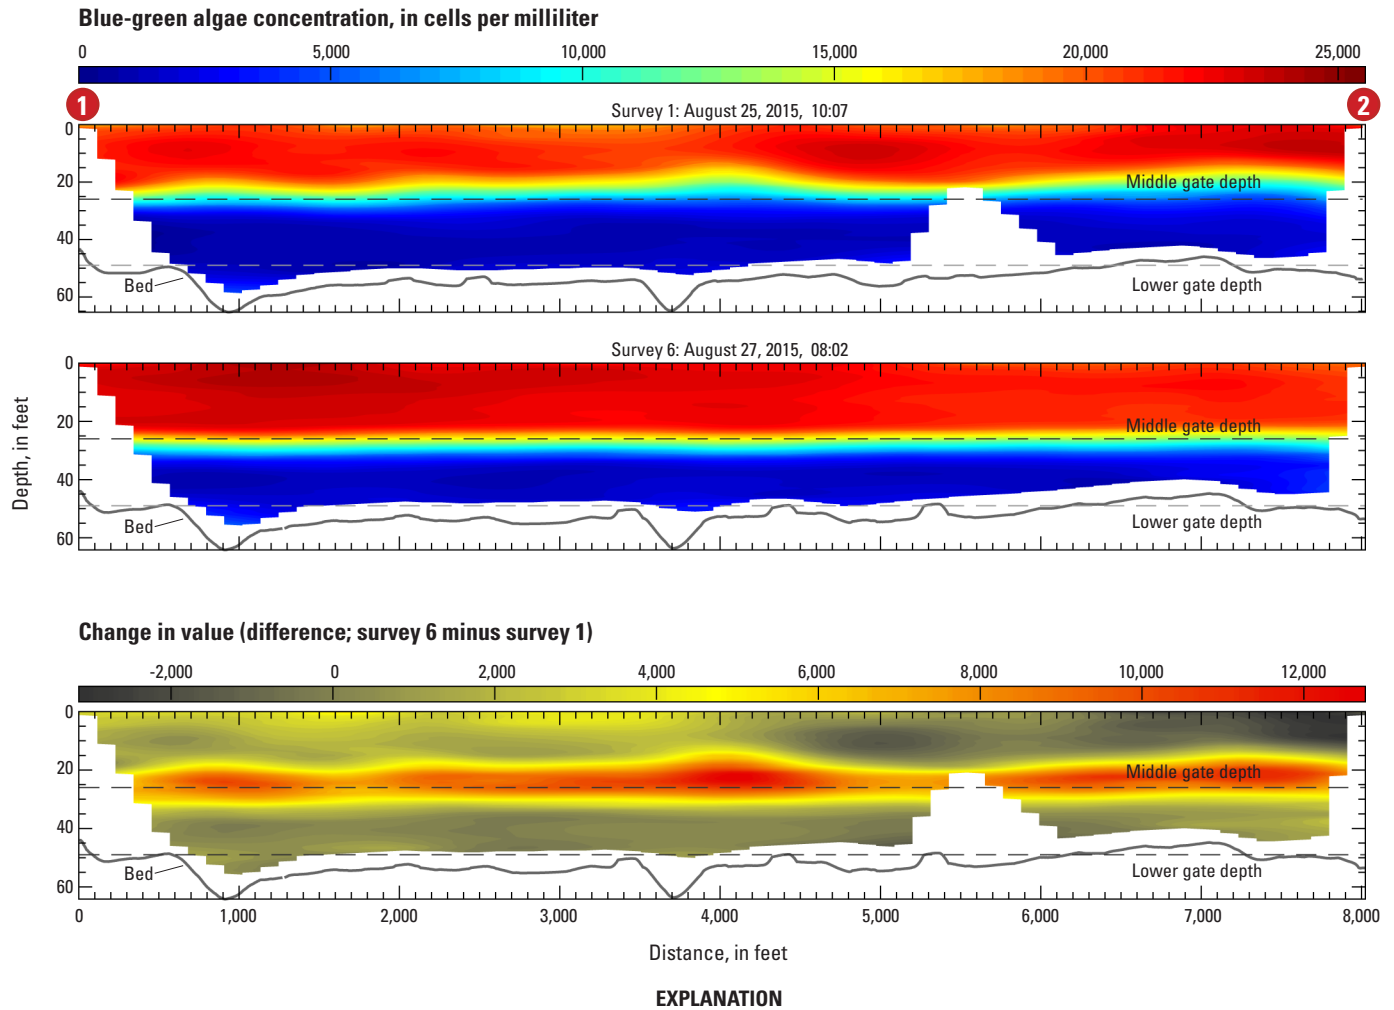 Blue-green algae concentration, in cells per milliliter
0 5,000 10,000 15,000 20,000 25,000
1 2
Survey 1: August 25, 2015, 10:07
0
20
40
60
Middle gate depth
Bed
Lower gate depth
Survey 6: August 27, 2015, 08:02
0
20
40
60
Middle gate depth
Bed
Lower gate depth
Depth, in feet
Change in value (difference; survey 6 minus survey 1)
-2,000 0 2,000 4,000 6,000 8,000 10,000 12,000
0
20
40
60
Middle gate depth
Bed
Lower gate depth
0 1,000 2,000 3,000 4,000 5,000 6,000 7,000 8,000
Distance, in feet
EXPLANATION